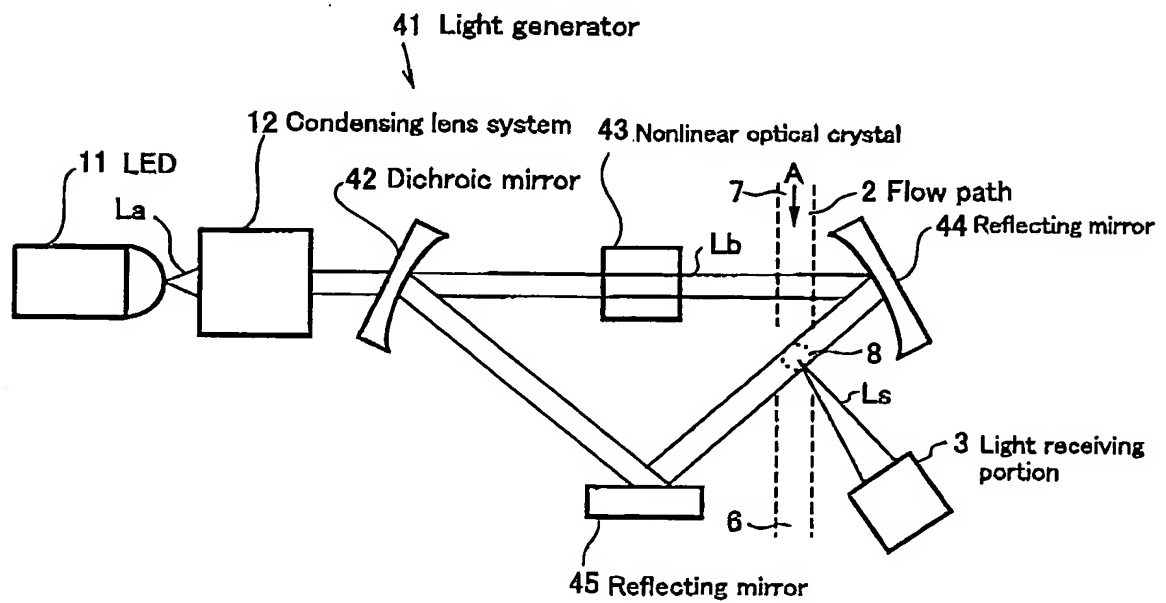 41 Light generator
12 Condensing lens system
43 Nonlinear optical crystal
11 LED
42 Dichroic mirror
A
7
2 Flow path
La
44 Reflecting mirror
Lb
8
Ls
3 Light receiving
portion
6
45 Reflecting mirror